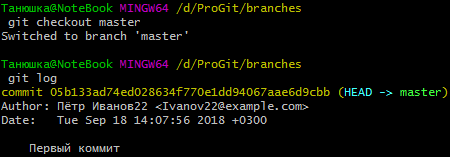 Танюшка@NoteBook MINGW64 /d/ProGit/branches
git checkout master
Switched to branch 'master'
Танюшка@NoteBook MINGW64 /d/ProGit/branches
git log
commit 05b133ad74ed028634f770e1dd94067aae6d9cbb (HEAD -> master)
Author: Пётр Иванов22 <Ivanov22@example.com>
Date:   Tue Sep 18 14:07:56 2018 +0300
Первый коммит